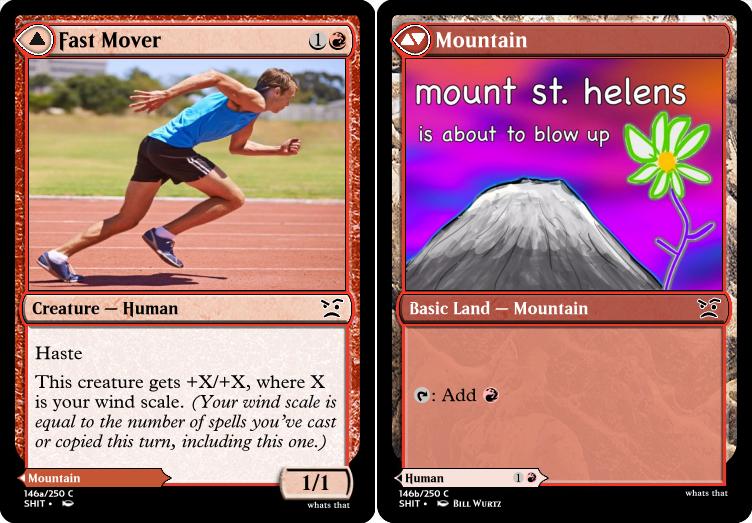 Fast Mover
1
Creature — Human
Haste
This creature gets +X/+X, where X
is your wind scale. (Your wind scale is
equal to the number of spells you've cast
or copied this turn, including this one.)
Mountain
1/1
146a/250 C
SHIT •
whats that
Mountain
mount st. helens
is about to blow up
Basic Land — Mountain
: Add
Human
1
146b/250 C
SHIT • Bill Wurtz
whats that